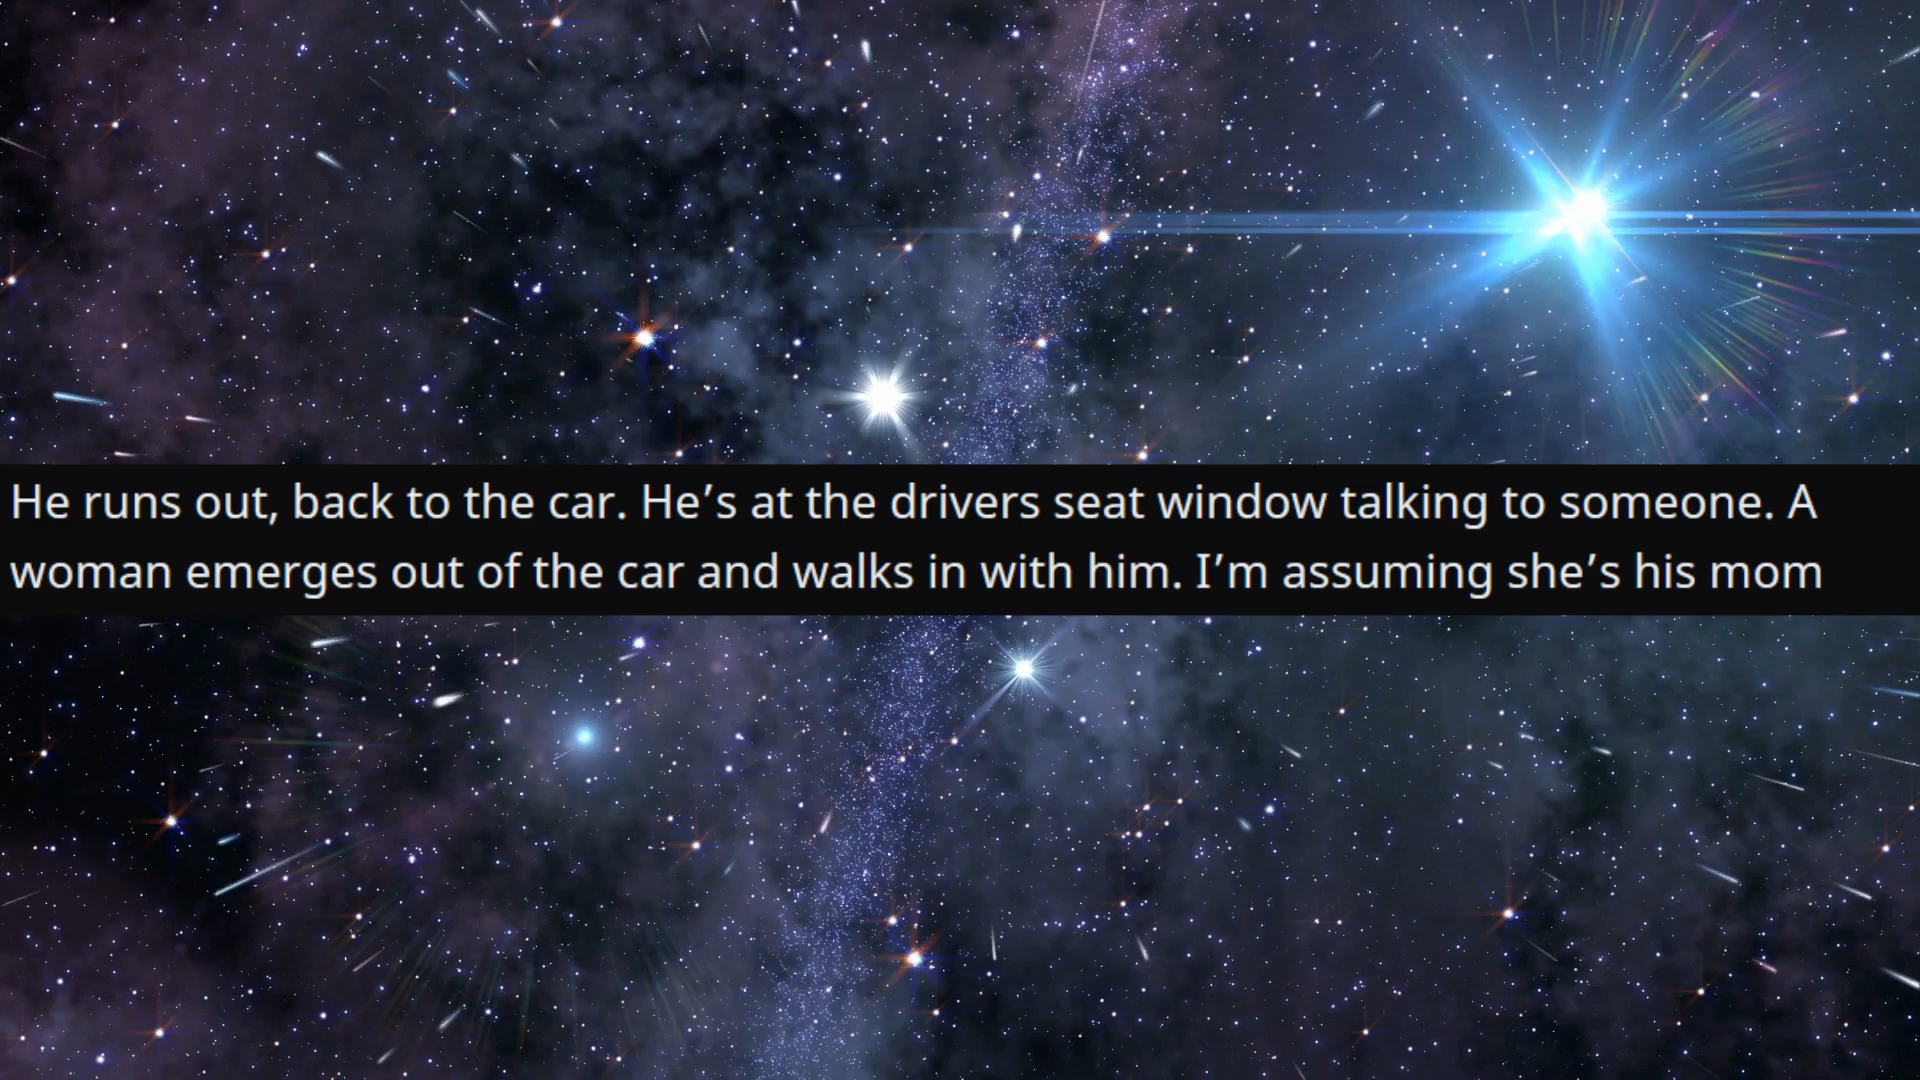 He runs out, back to the car. He’s at the drivers seat window talking to someone. A
woman emerges out of the car and walks in with him. I’m assuming she’s his mom